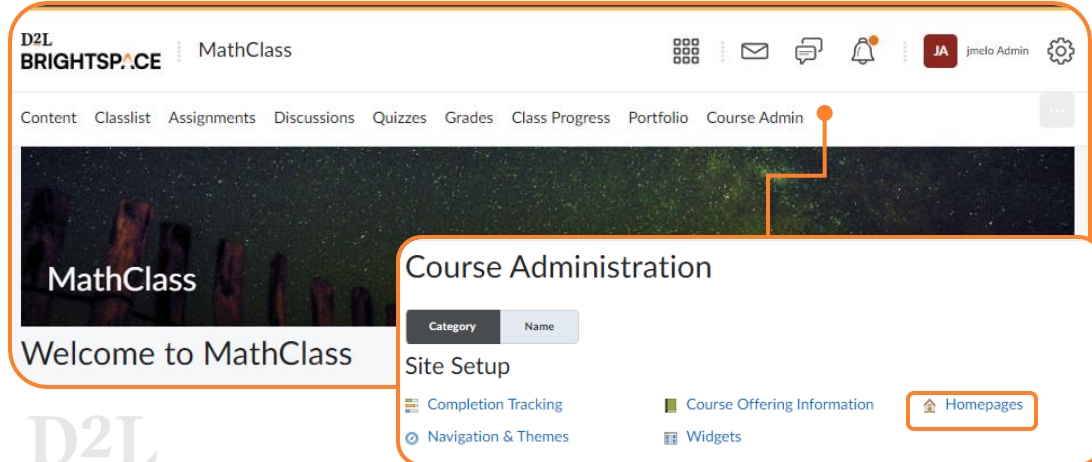 D2L
BRIGHTSPACE MathClass JA jmelo Admin
Content Classlist Assignments Discussions Quizzes Grades Class Progress Portfolio Course Admin
...
MathClass
Welcome to MathClass
Course Administration
Category Name
Site Setup
Completion Tracking Course Offering Information Homepages
Navigation & Themes Widgets
D2L